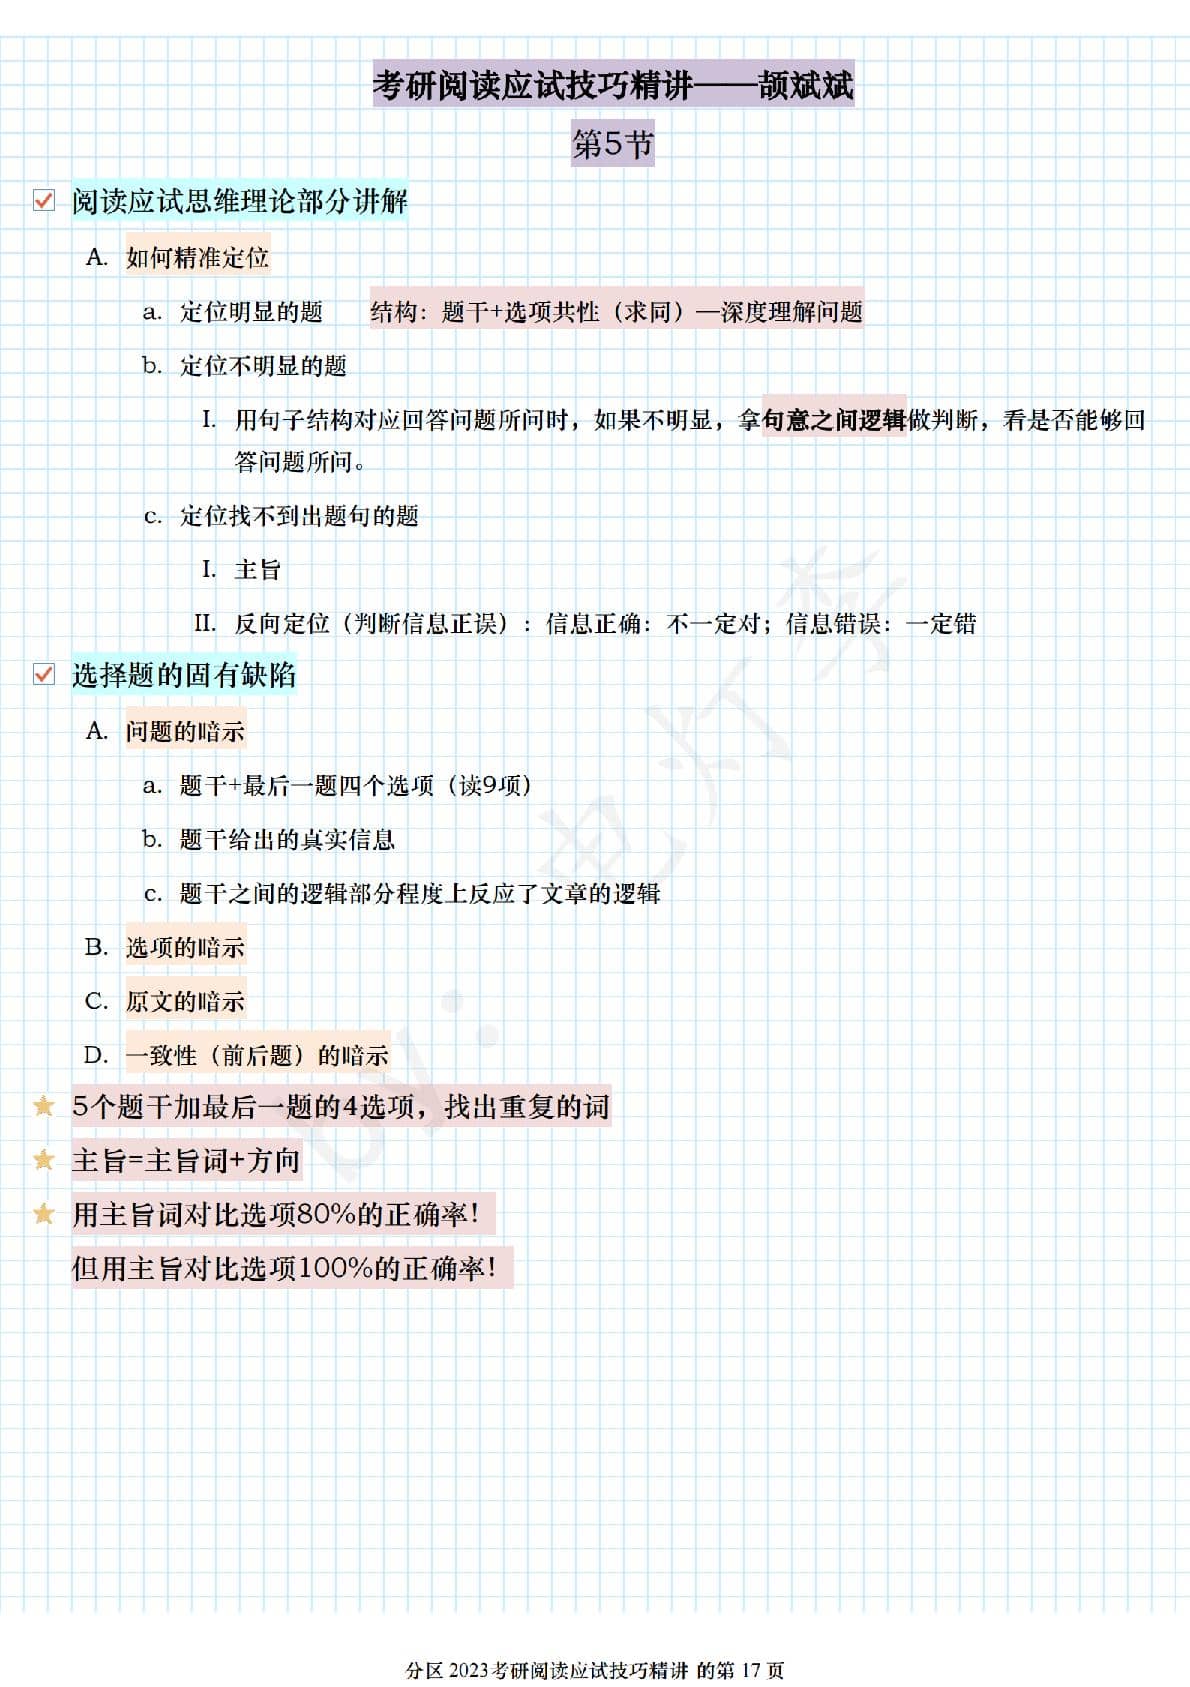 考研阅读应试技巧精讲——颉斌斌
第5节
阅读应试思维理论部分讲解
A. 如何精准定位
a. 定位明显的题 结构：题干+选项共性（求同）—深度理解问题
b. 定位不明显的题
I. 用句子结构对应回答问题所问时，如果不明显，拿句意之间逻辑做判断，看是否能够回
答问题所问。
c. 定位找不到出题句的题
I. 主旨
II. 反向定位（判断信息正误）：信息正确：不一定对；信息错误：一定错
选择题的固有缺陷
A. 问题的暗示
a. 题干+最后一题四个选项（读9项）
b. 题干给出的真实信息
c. 题干之间的逻辑部分程度上反应了文章的逻辑
B. 选项的暗示
C. 原文的暗示
D. 一致性（前后题）的暗示
5个题干加最后一题的4选项，找出重复的词
主旨=主旨词+方向
用主旨词对比选项80%的正确率！
但用主旨对比选项100%的正确率！
by：电灯李
分区 2023考研阅读应试技巧精讲 的第 17 页